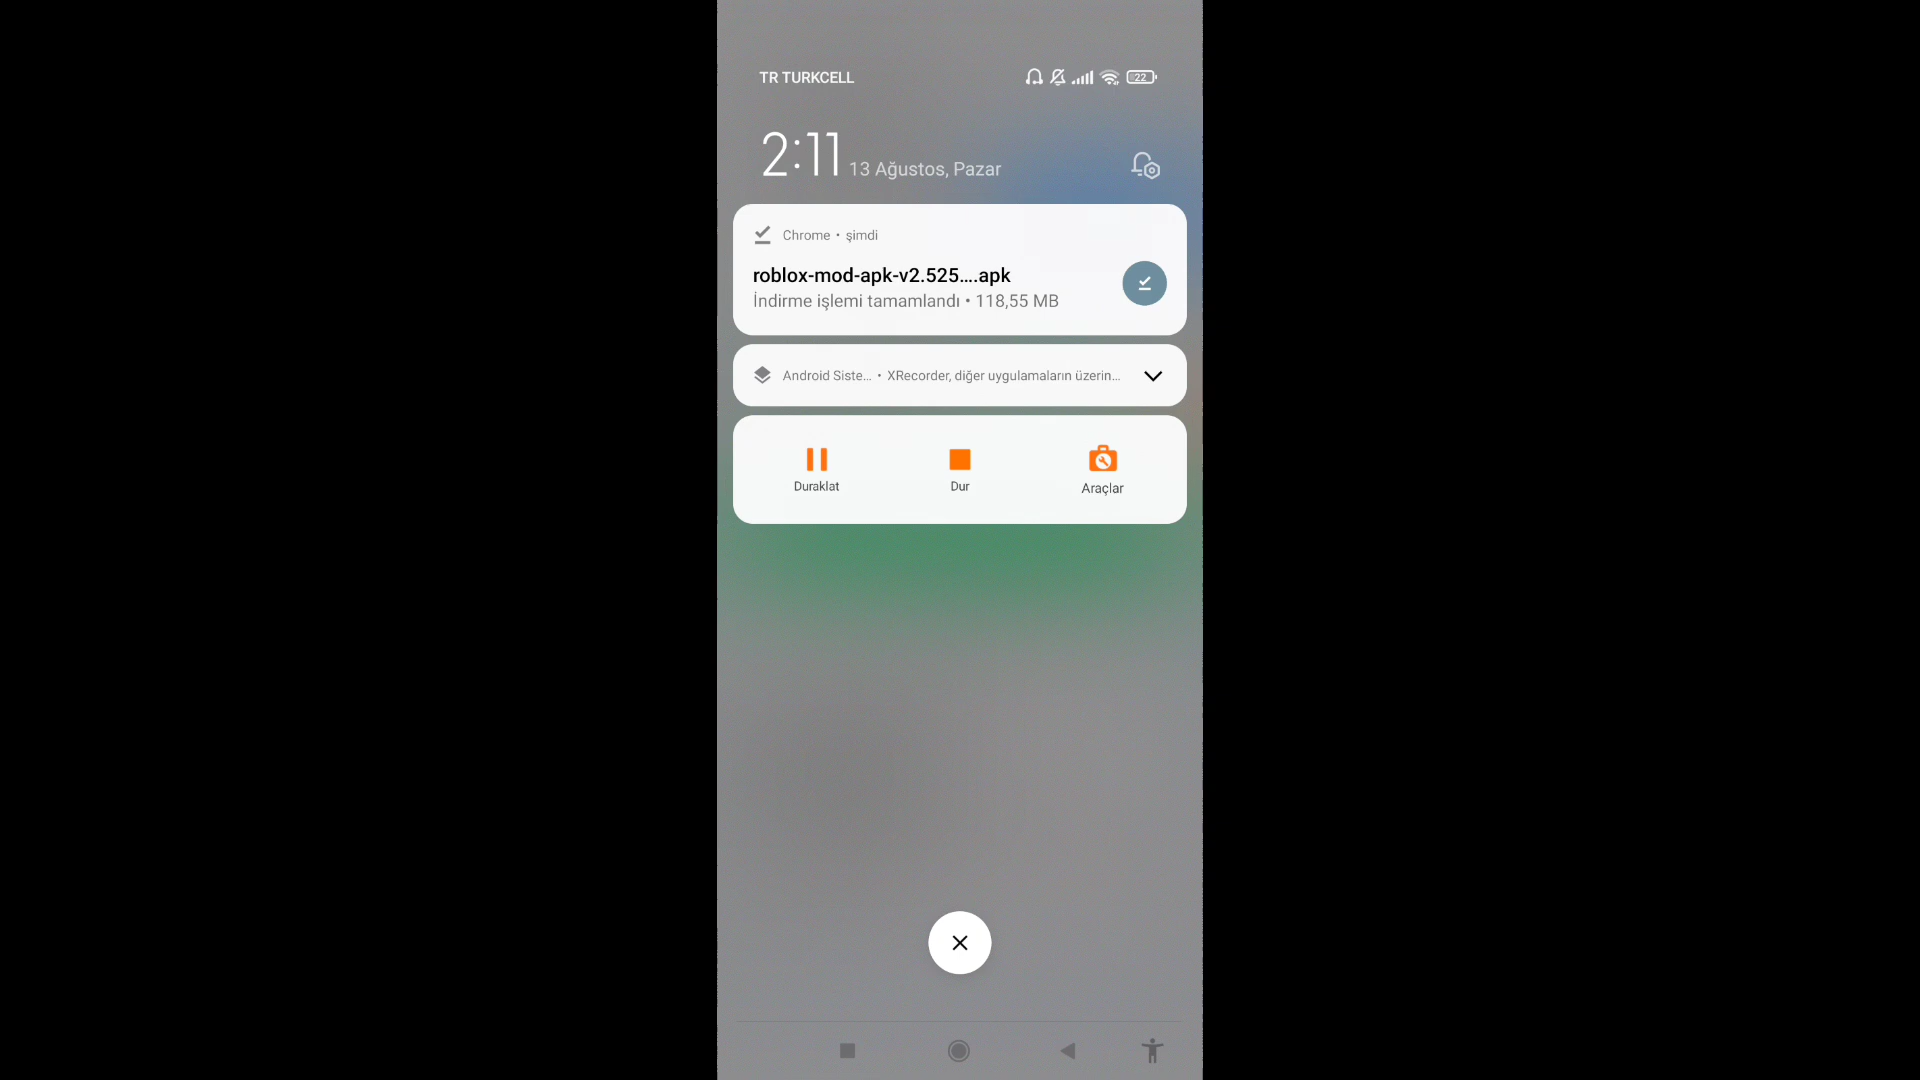 TR TURKCELL
22
2:11 13 Ağustos, Pazar
Chrome • şimdi
roblox-mod-apk-v2.525....apk
İndirme işlemi tamamlandı • 118,55 MB
Android Siste... • XRecorder, diğer uygulamaların üzerin...
Duraklat Dur Araçlar